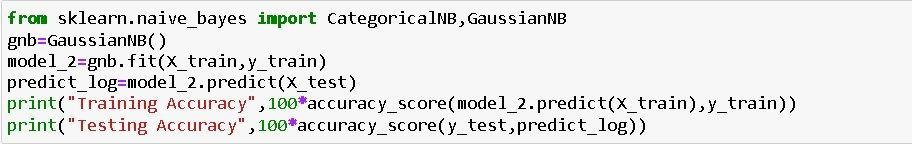 from sklearn.naive_bayes import CategoricalNB,GaussianNB
gnb=GaussianNB()
model_2=gnb.fit(X_train,y_train)
predict_log=model_2.predict(X_test)
print("Training Accuracy",100*accuracy_score(model_2.predict(X_train),y_train))
print("Testing Accuracy",100*accuracy_score(y_test,predict_log))